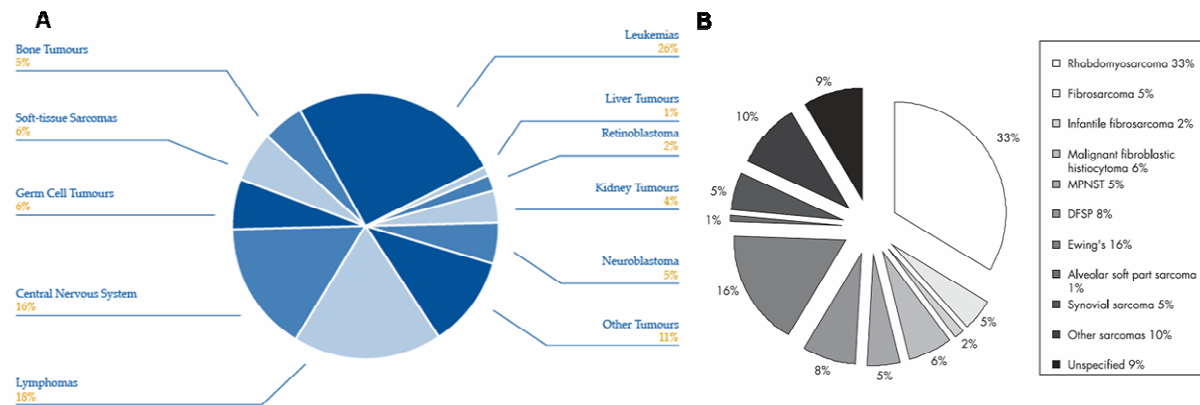 A
Bone Tumours
5%
Soft-tissue Sarcomas
6%
Germ Cell Tumours
6%
Central Nervous System
16%
Lymphomas
18%
Leukemias
26%
Liver Tumours
1%
Retinoblastoma
2%
Kidney Tumours
4%
Neuroblastoma
5%
Other Tumours
11%
B
9%
10%
5%
1%
16%
8%
5%
6%
2%
5%
33%
Rhabdomyosarcoma 33%
Fibrosarcoma 5%
Infantile fibrosarcoma 2%
Malignant fibroblastic
histiocytoma 6%
MPNST 5%
DFSP 8%
Ewing's 16%
Alveolar soft part sarcoma
1%
Synovial sarcoma 5%
Other sarcomas 10%
Unspecified 9%